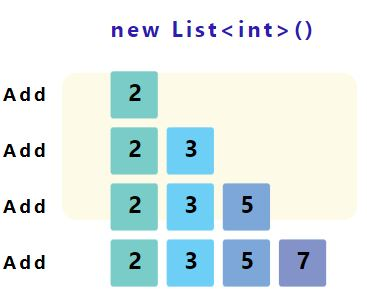 new List<int>()
Add 2
Add 2 3
Add 2 3 5
Add 2 3 5 7